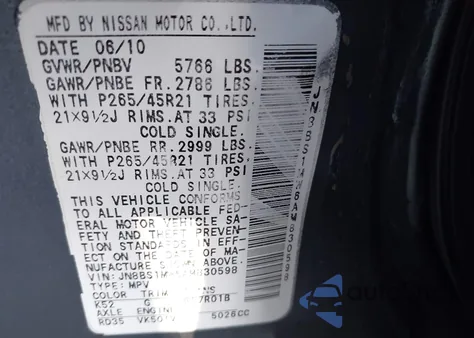 MFD BY NISSAN MOTOR CO.,LTD.
DATE 06/10
GVWR/PNBV 5766 LBS.
GAWR/PNBE FR. 2786 LBS.
WITH P265/45R21 TIRES.
21X9½J RIMS. AT 33 PSI
COLD SINGLE.
GAWR/PNBE RR. 2999 LBS.
WITH P265/45R21 TIRES.
21X9½J RIMS. AT 33 PSI
COLD SINGLE.
THIS VEHICLE CONFORMS
TO ALL APPLICABLE FED-
ERAL MOTOR VEHICLE SA-
FETY AND THEFT PREVEN-
TION STANDARDS IN EFF-
ECT ON THE DATE OF MA-
NUFACTURE SHOWN ABOVE.
TYPE: MPV
COLOR TRIM
K52 G
AXLE ENGINE
RO35
5026CC